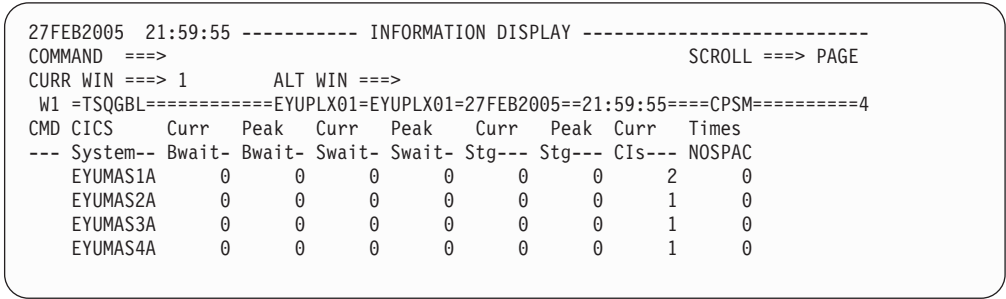 27FEB2005  21:59:55 ----------- INFORMATION DISPLAY ---------------------------
COMMAND  ===>                                                 SCROLL ===> PAGE
CURR WIN ===> 1        ALT WIN ===>
 W1 =TSQGBL============EYUPLX01=EYUPLX01=27FEB2005==21:59:55====CPSM==========4
CMD CICS     Curr   Peak   Curr   Peak    Curr   Peak  Curr   Times
--- System-- Bwait- Bwait- Swait- Swait- Stg--- Stg--- CIs--- NOSPAC
    EYUMAS1A      0      0      0      0      0      0      2      0
    EYUMAS2A      0      0      0      0      0      0      1      0
    EYUMAS3A      0      0      0      0      0      0      1      0
    EYUMAS4A      0      0      0      0      0      0      1      0